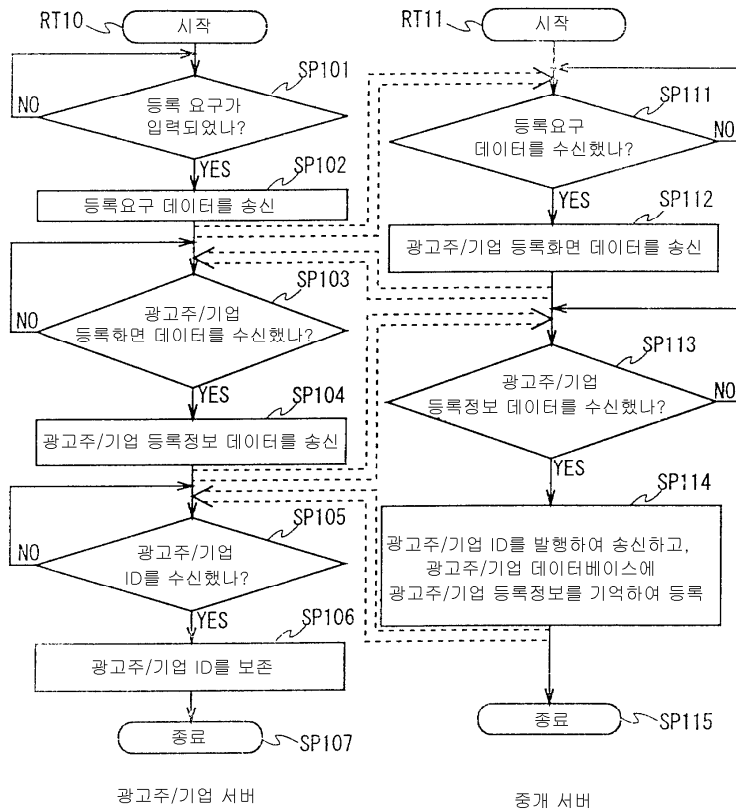 RT10
시작
SP101
등록 요구가
입력되었나?
NO
YES
SP102
등록요구 데이터를 송신
SP103
광고주/기업
등록화면 데이터를 수신했나?
NO
YES
SP104
광고주/기업 등록정보 데이터를 송신
SP105
광고주/기업
ID를 수신했나?
NO
YES
SP106
광고주/기업 ID를 보존
종료
SP107
광고주/기업 서버
RT11
시작
SP111
등록요구
데이터를 수신했나?
NO
YES
SP112
광고주/기업 등록화면 데이터를 송신
SP113
광고주/기업
등록정보 데이터를 수신했나?
NO
YES
SP114
광고주/기업 ID를 발행하여 송신하고,
광고주/기업 데이터베이스에
광고주/기업 등록정보를 기억하여 등록
종료
SP115
중개 서버